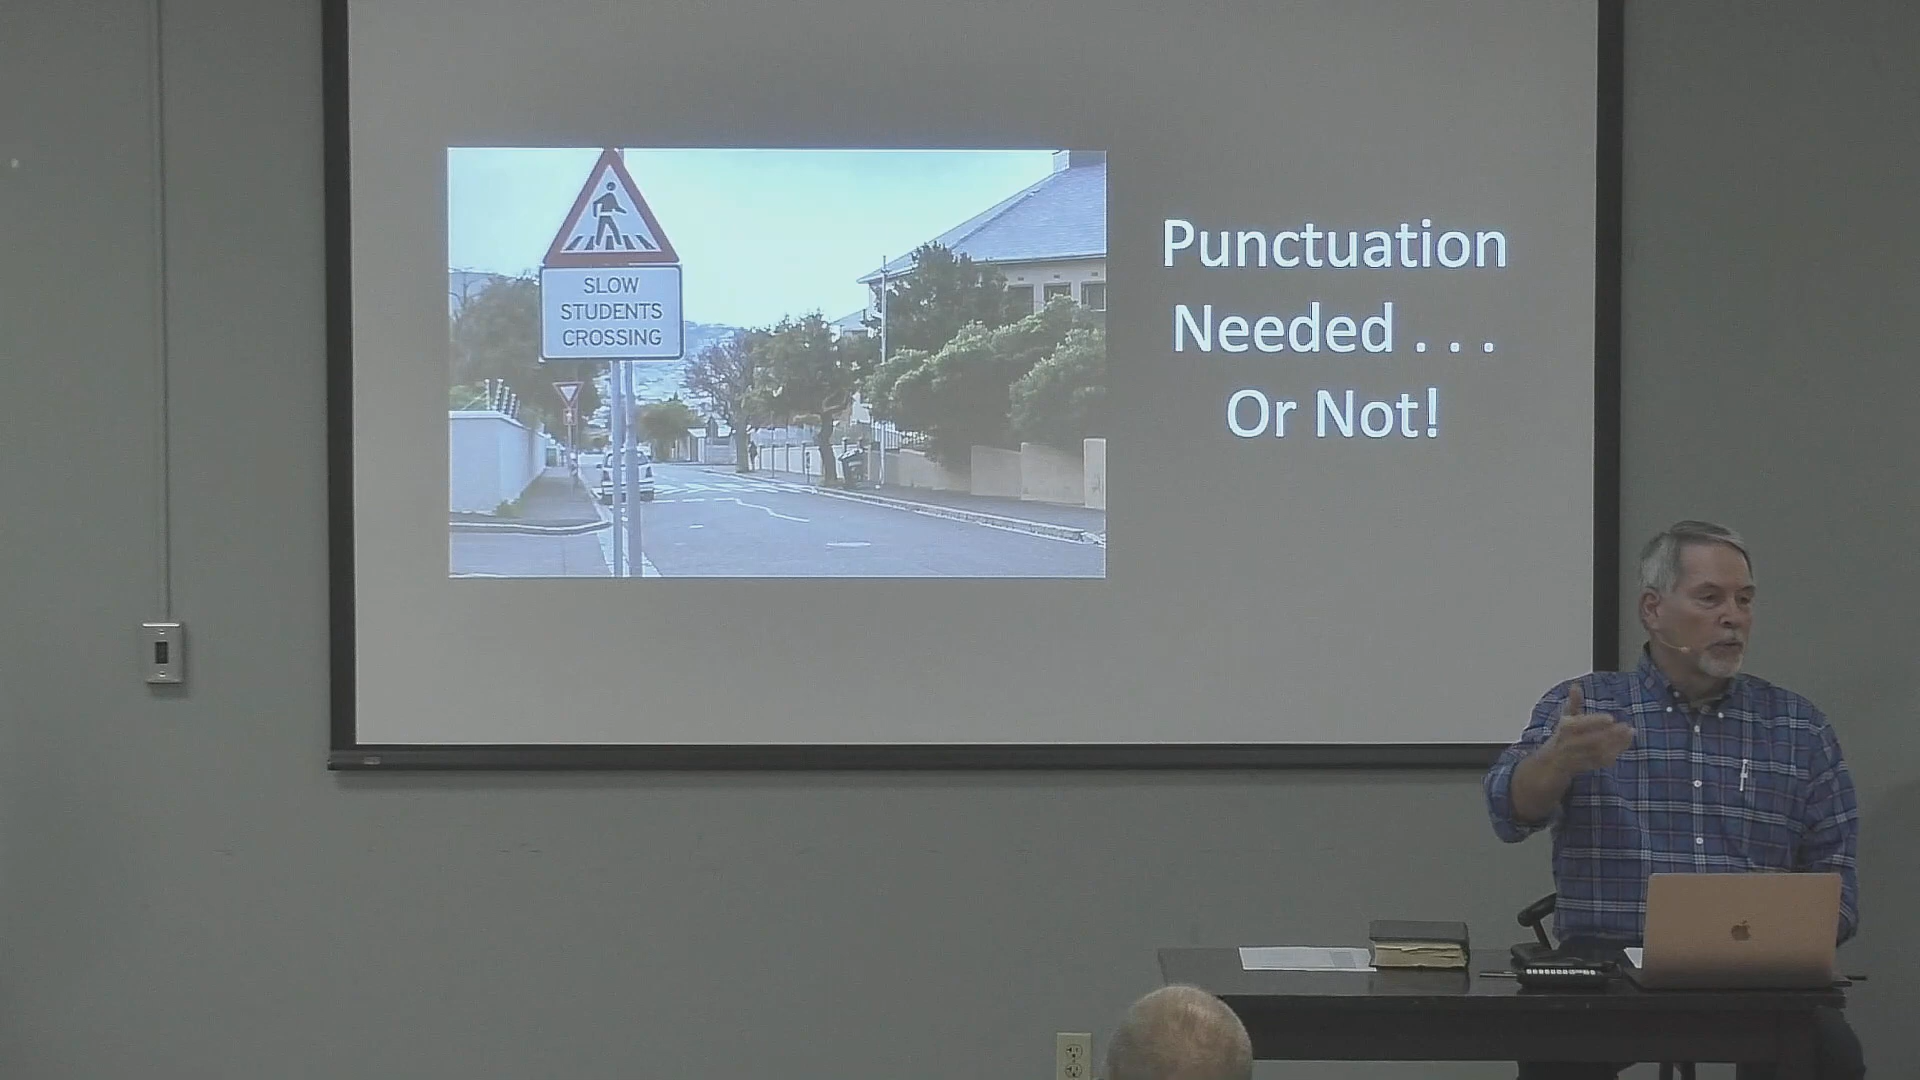 SLOW
STUDENTS
CROSSING
Punctuation
Needed . . .
Or Not!